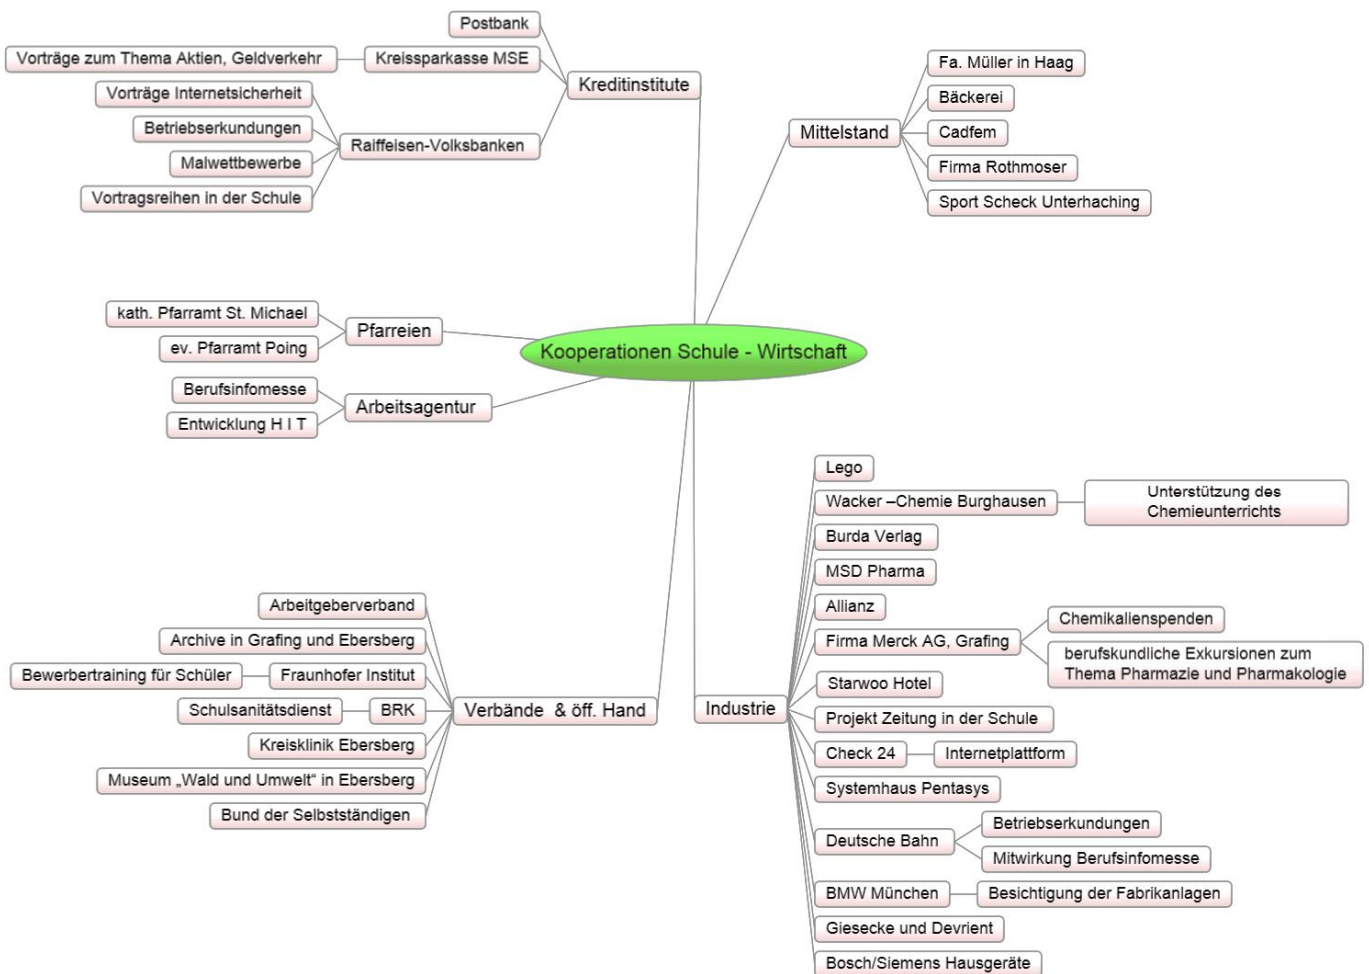 Kooperationen Schule - Wirtschaft
Kreditinstitute
Postbank
Kreissparkasse MSE
Vorträge zum Thema Aktien, Geldverkehr
Raiffeisen-Volksbanken
Vorträge Internetsicherheit
Betriebserkundungen
Malwettbewerbe
Vortragsreihen in der Schule
Pfarreien
kath. Pfarramt St. Michael
ev. Pfarramt Poing
Arbeitsagentur
Berufsinfomesse
Entwicklung H I T
Verbände & öff. Hand
Arbeitgeberverband
Archive in Grafing und Ebersberg
Fraunhofer Institut
Bewerbertraining für Schüler
BRK
Schulsanitätsdienst
Kreisklinik Ebersberg
Museum „Wald und Umwelt“ in Ebersberg
Bund der Selbstständigen
Mittelstand
Fa. Müller in Haag
Bäckerei
Cadfem
Firma Rothmoser
Sport Scheck Unterhaching
Industrie
Lego
Wacker –Chemie Burghausen
Unterstützung des
Chemieunterrichts
Burda Verlag
MSD Pharma
Allianz
Firma Merck AG, Grafing
Chemikalienspenden
berufskundliche Exkursionen zum
Thema Pharmazie und Pharmakologie
Starwoo Hotel
Projekt Zeitung in der Schule
Check 24
Internetplattform
Systemhaus Pentasys
Deutsche Bahn
Betriebserkundungen
Mitwirkung Berufsinfomesse
BMW München
Besichtigung der Fabrikanlagen
Giesecke und Devrient
Bosch/Siemens Hausgeräte